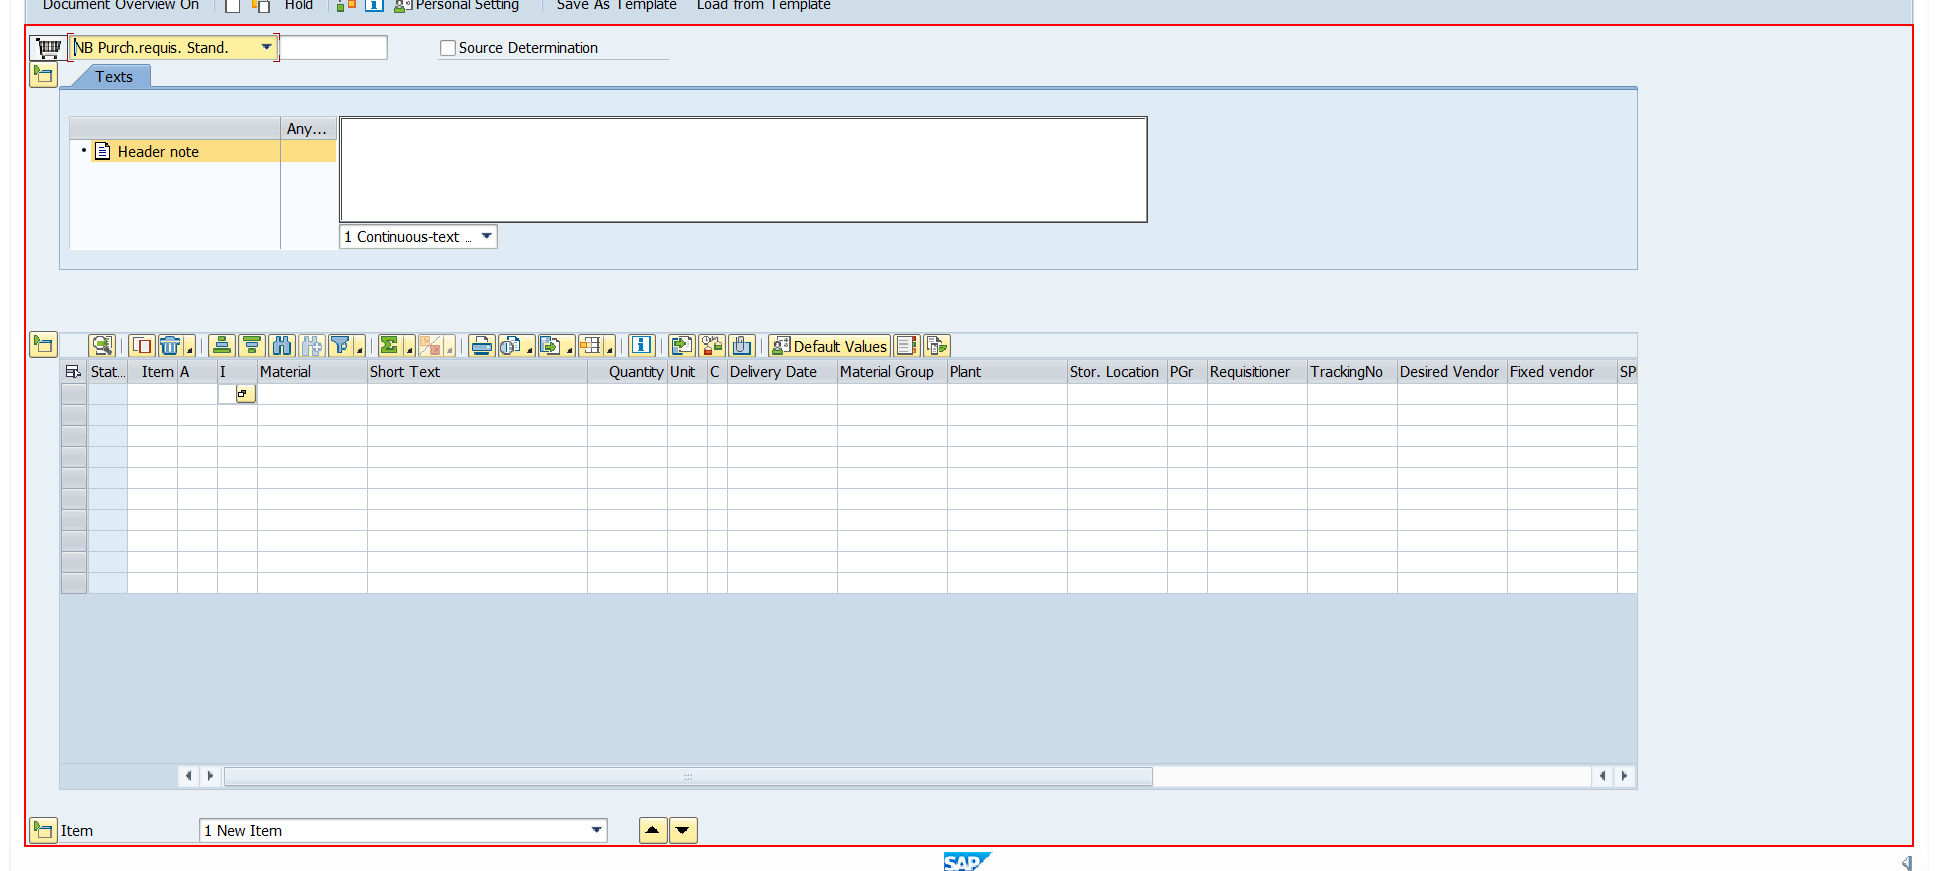 Document Overview On Hold Personal Setting Save As Template Load from Template
NB Purch.requis. Stand. Source Determination
Texts
Any...
Header note
1 Continuous-text ..
Default Values
Stat... Item A I Material Short Text Quantity Unit C Delivery Date Material Group Plant Stor. Location PGr Requisitioner TrackingNo Desired Vendor Fixed vendor SP
Item 1 New Item
SAP